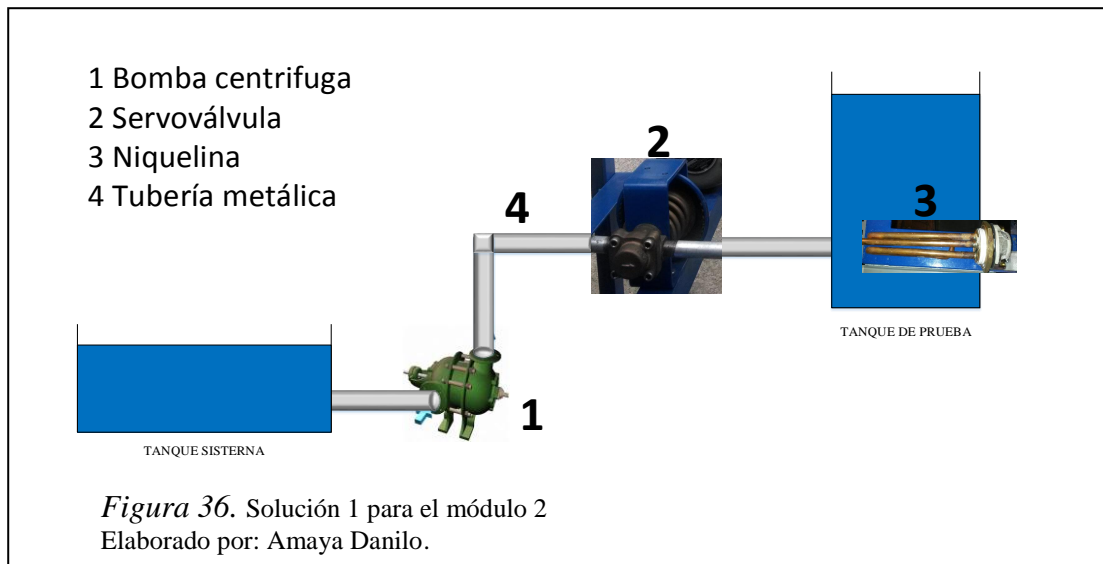 1 Bomba centrifuga
2 Servoválvula
3 Niquelina
4 Tubería metálica
2
4
3
1
TANQUE DE PRUEBA
TANQUE SISTERNA
Figura 36. Solución 1 para el módulo 2
Elaborado por: Amaya Danilo.